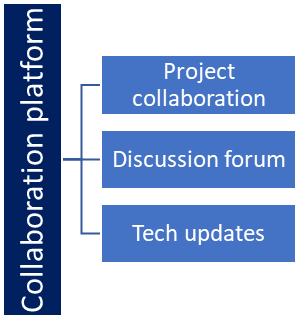 Collaboration platform
Project
collaboration
Discussion forum
Tech updates